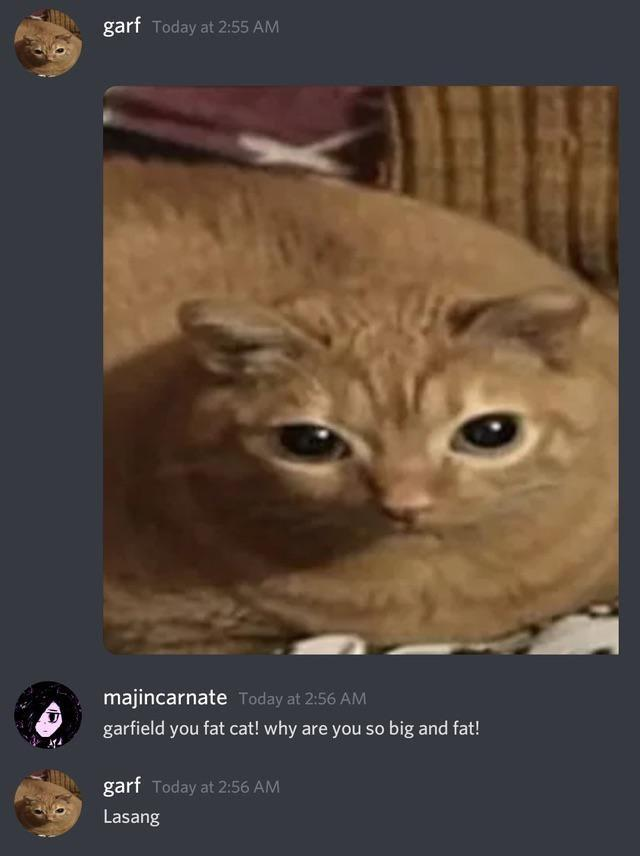 garf Today at 2:55 AM
majincarnate Today at 2:56 AM
garfield you fat cat! why are you so big and fat!
garf Today at 2:56 AM
Lasang